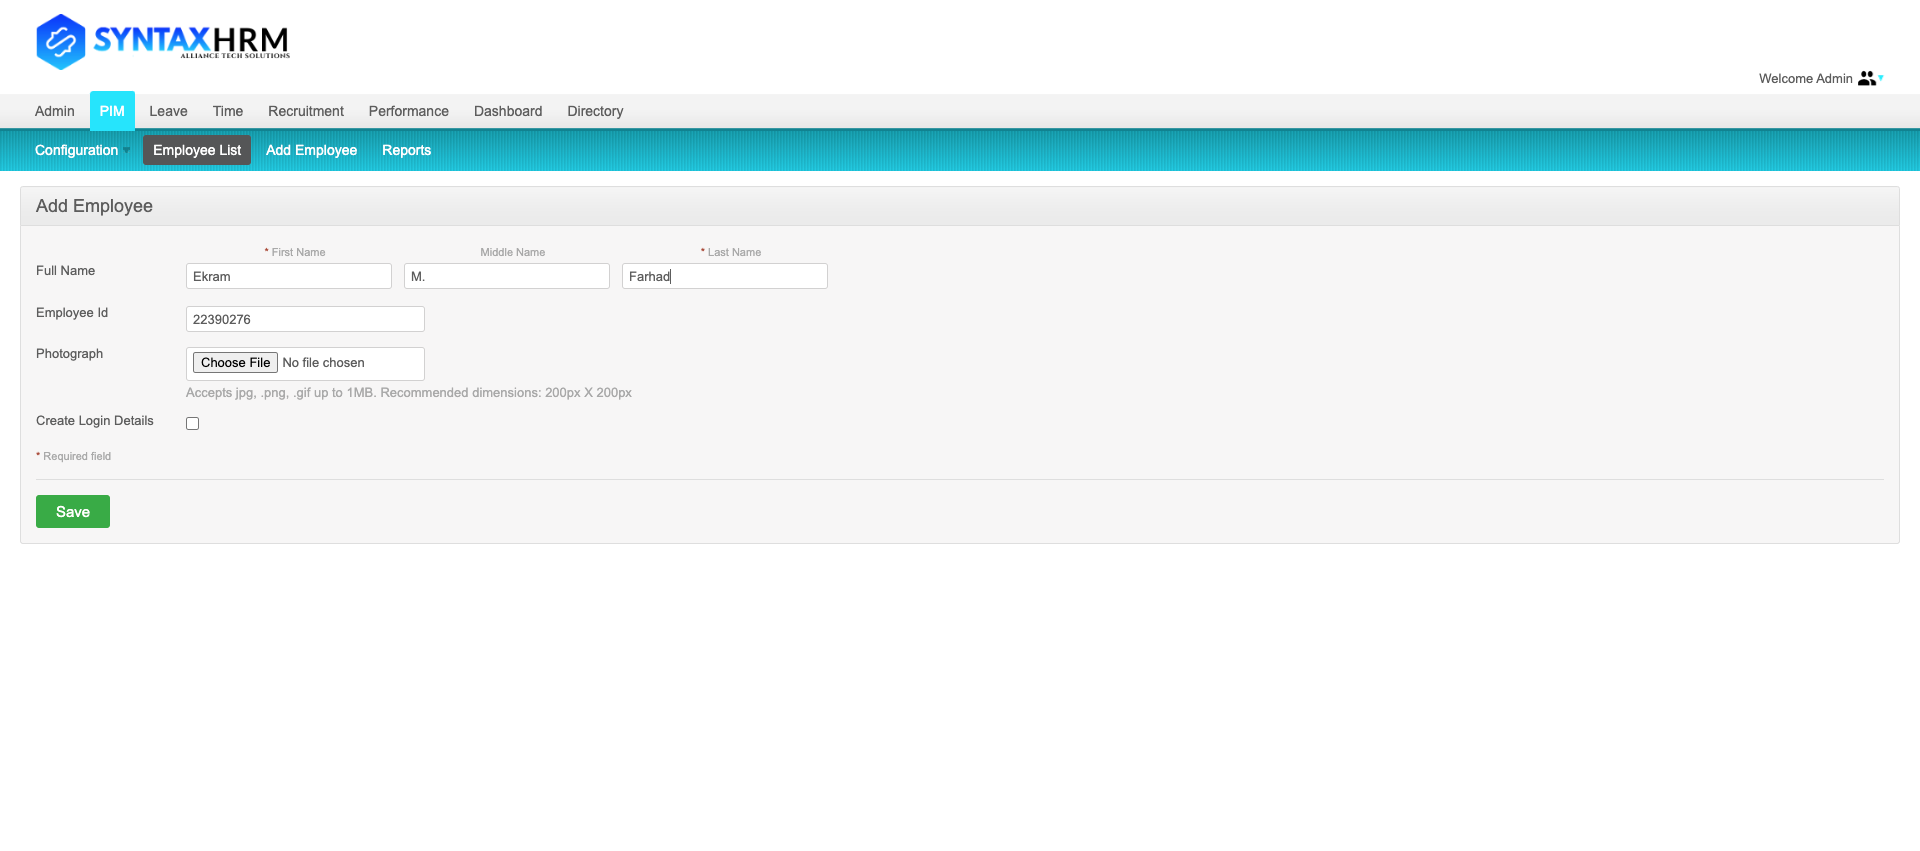 SYNTAXHRM
ALLIANCE TECH SOLUTIONS
Welcome Admin
Admin PIM Leave Time Recruitment Performance Dashboard Directory
Configuration Employee List Add Employee Reports
Add Employee
* First Name Middle Name * Last Name
Full Name Ekram M. Farhad
Employee Id 22390276
Photograph Choose File No file chosen
Accepts jpg, .png, .gif up to 1MB. Recommended dimensions: 200px X 200px
Create Login Details
* Required field
Save